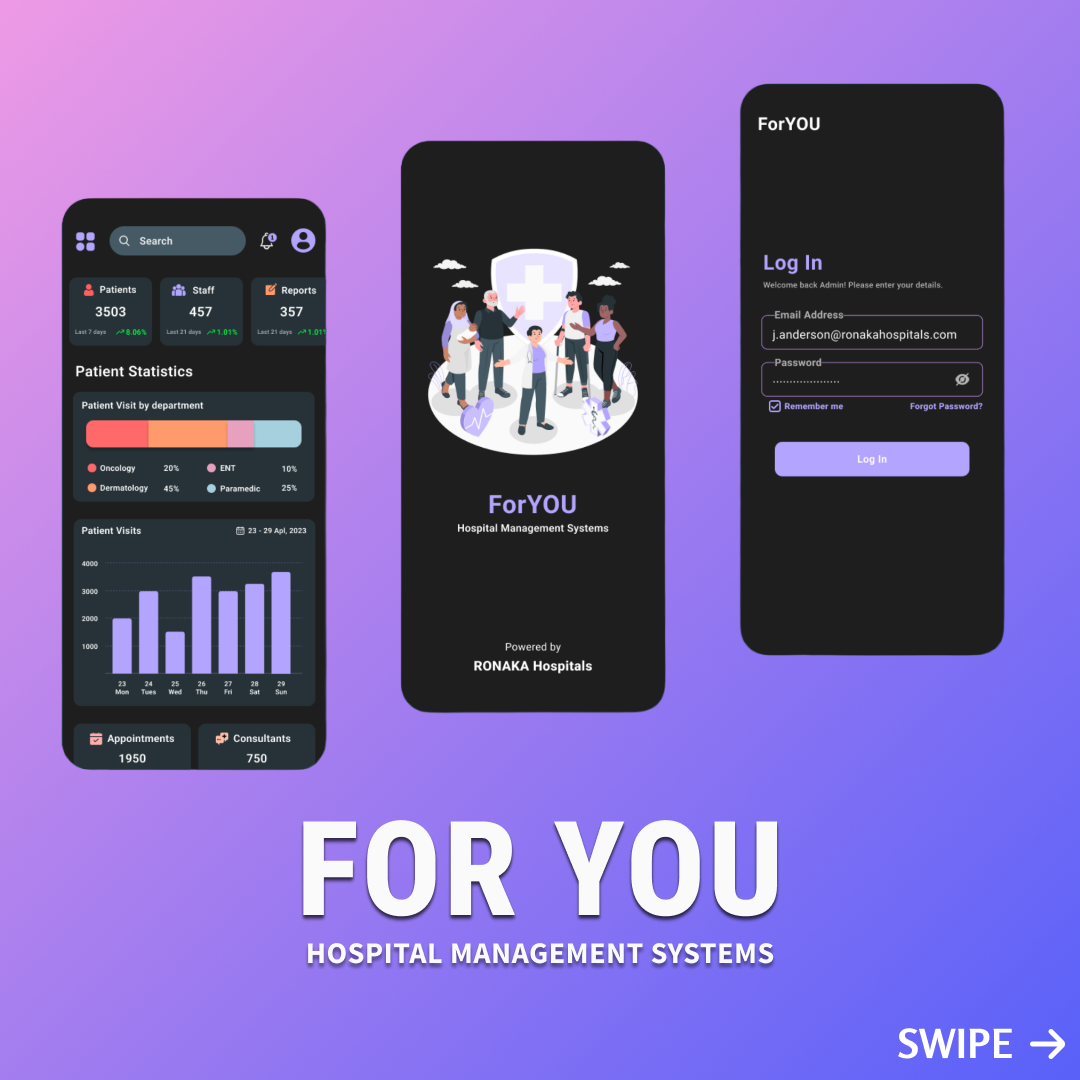 Search
1
Patients
3503
Last 7 days 8.06%
Staff
457
Last 21 days 1.01%
Reports
357
Last 21 days 1.01%
Patient Statistics
Patient Visit by department
Oncology 20% ENT 10%
Dermatology 45% Paramedic 25%
Patient Visits 23 - 29 Apl, 2023
4000
3000
2000
1000
23 24 25 26 27 28 29
Mon Tues Wed Thu Fri Sat Sun
Appointments
1950
Consultants
750
ForYOU
Hospital Management Systems
Powered by
RONAKA Hospitals
ForYOU
Log In
Welcome back Admin! Please enter your details.
Email Address
j.anderson@ronakahospitals.com
Password
Remember me Forgot Password?
Log In
FOR YOU
HOSPITAL MANAGEMENT SYSTEMS
SWIPE